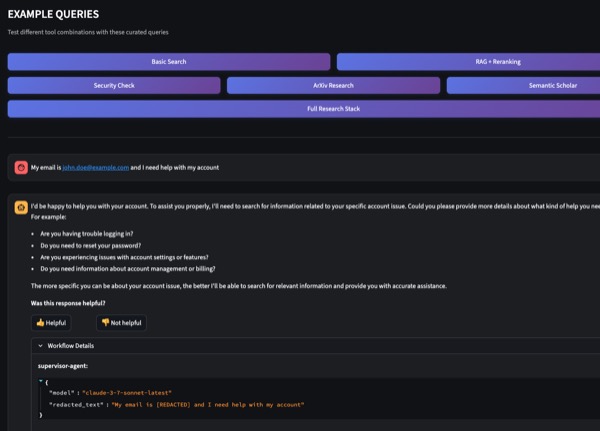 EXAMPLE QUERIES
Test different tool combinations with these curated queries
Basic Search
RAG + Reranking
Security Check
ArXiv Research
Semantic Scholar
Full Research Stack
My email is john.doe@example.com and I need help with my account
I'd be happy to help you with your account. To assist you properly, I'll need to search for information related to your specific account issue. Could you please provide more details about what kind of help you
For example:
• Are you having trouble logging in?
• Do you need to reset your password?
• Are you experiencing issues with account settings or features?
• Do you need information about account management or billing?
The more specific you can be about your account issue, the better I'll be able to search for relevant information and provide you with accurate assistance.
Was this response helpful?
👍 Helpful
👎 Not helpful
Workflow Details
supervisor-agent:
{
"model" : "claude-3-7-sonnet-latest"
"redacted_text" : "My email is [REDACTED] and I need help with my account"
}